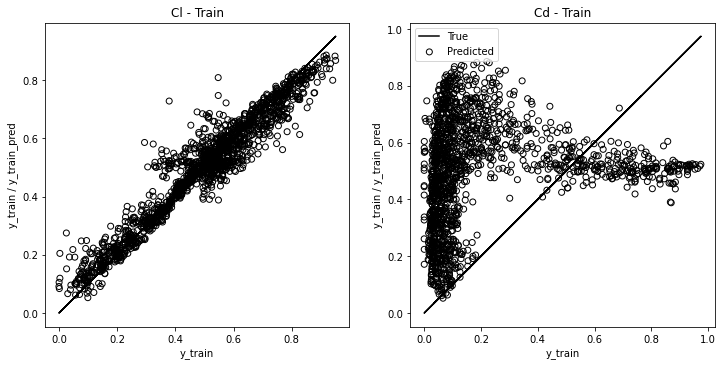 Cl - Train
y_train / y_train_pred
0.8
0.6
0.4
0.2
0.0
0.0 0.2 0.4 0.6 0.8
y_train
Cd - Train
True
Predicted
y_train / y_train_pred
1.0
0.8
0.6
0.4
0.2
0.0
0.0 0.2 0.4 0.6 0.8 1.0
y_train